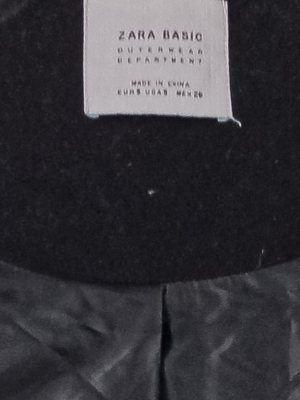 ZARA BASIC
OUTERWEAR
DEPARTMENT
MADE IN CHINA
EUR S USA S MEX 26